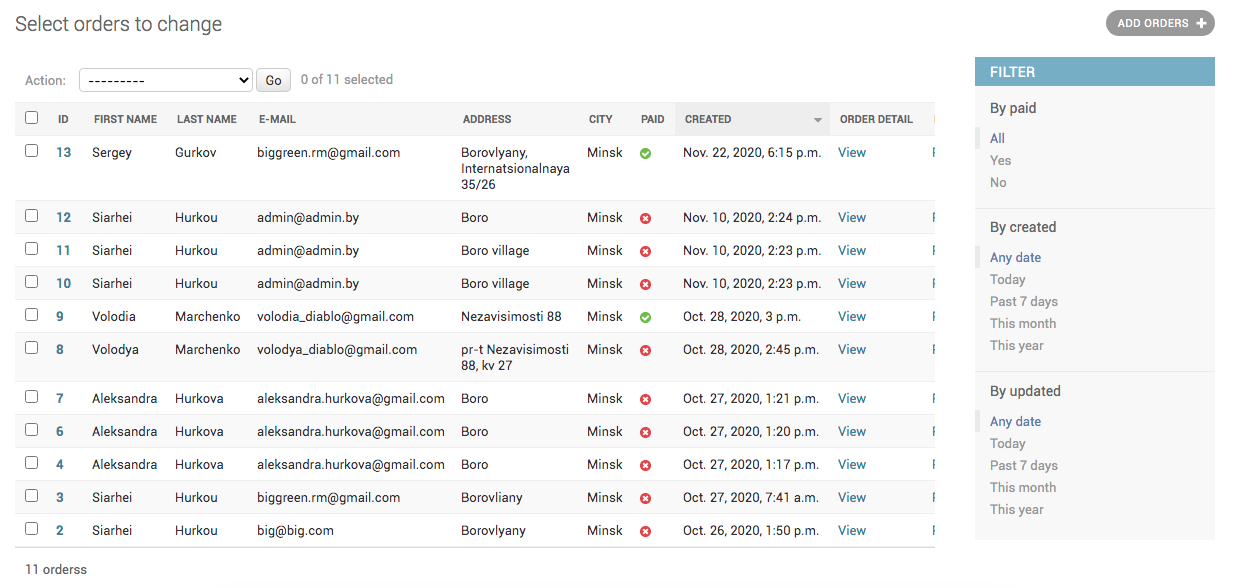 Select orders to change
ADD ORDERS +
Action: --------- Go 0 of 11 selected
ID FIRST NAME LAST NAME E-MAIL ADDRESS CITY PAID CREATED ORDER DETAIL
13 Sergey Gurkov biggreen.rm@gmail.com Borovlyany, Minsk Nov. 22, 2020, 6:15 p.m. View
Internatsionalnaya
35/26
12 Siarhei Hurkou admin@admin.by Boro Minsk Nov. 10, 2020, 2:24 p.m. View
11 Siarhei Hurkou admin@admin.by Boro village Minsk Nov. 10, 2020, 2:23 p.m. View
10 Siarhei Hurkou admin@admin.by Boro village Minsk Nov. 10, 2020, 2:23 p.m. View
9 Volodia Marchenko volodia_diablo@gmail.com Nezavisimosti 88 Minsk Oct. 28, 2020, 3 p.m. View
8 Volodya Marchenko volodya_diablo@gmail.com pr-t Nezavisimosti Minsk Oct. 28, 2020, 2:45 p.m. View
88, kv 27
7 Aleksandra Hurkova aleksandra.hurkova@gmail.com Boro Minsk Oct. 27, 2020, 1:21 p.m. View
6 Aleksandra Hurkova aleksandra.hurkova@gmail.com Boro Minsk Oct. 27, 2020, 1:20 p.m. View
4 Aleksandra Hurkova aleksandra.hurkova@gmail.com Boro Minsk Oct. 27, 2020, 1:17 p.m. View
3 Siarhei Hurkou biggreen.rm@gmail.com Borovliany Minsk Oct. 27, 2020, 7:41 a.m. View
2 Siarhei Hurkou big@big.com Borovlyany Minsk Oct. 26, 2020, 1:50 p.m. View
11 orderss
FILTER
By paid
All
Yes
No
By created
Any date
Today
Past 7 days
This month
This year
By updated
Any date
Today
Past 7 days
This month
This year